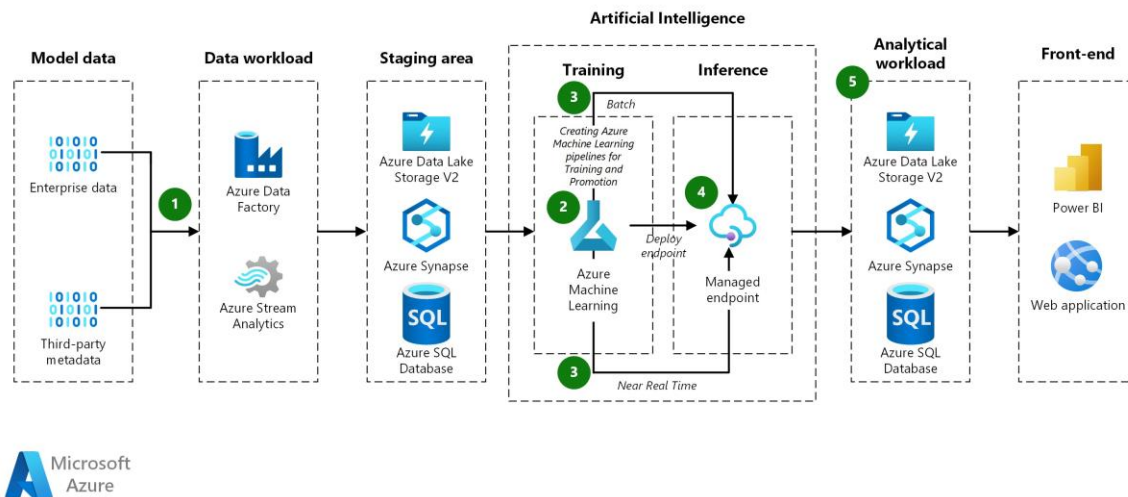 Artificial Intelligence
Model data
Data workload
Staging area
Training
Inference
Analytical
workload
Front-end
1
2
3
3
4
5
Enterprise data
Third-party
metadata
Azure Data
Factory
Azure Stream
Analytics
Azure Data Lake
Storage V2
Azure Synapse
SQL
Azure SQL
Database
Batch
Creating Azure
Machine Learning
pipelines for
Training and
Promotion
Azure
Machine
Learning
Deploy
endpoint
Managed
endpoint
Near Real Time
Azure Data Lake
Storage V2
Azure Synapse
SQL
Azure SQL
Database
Power BI
Web application
Microsoft
Azure